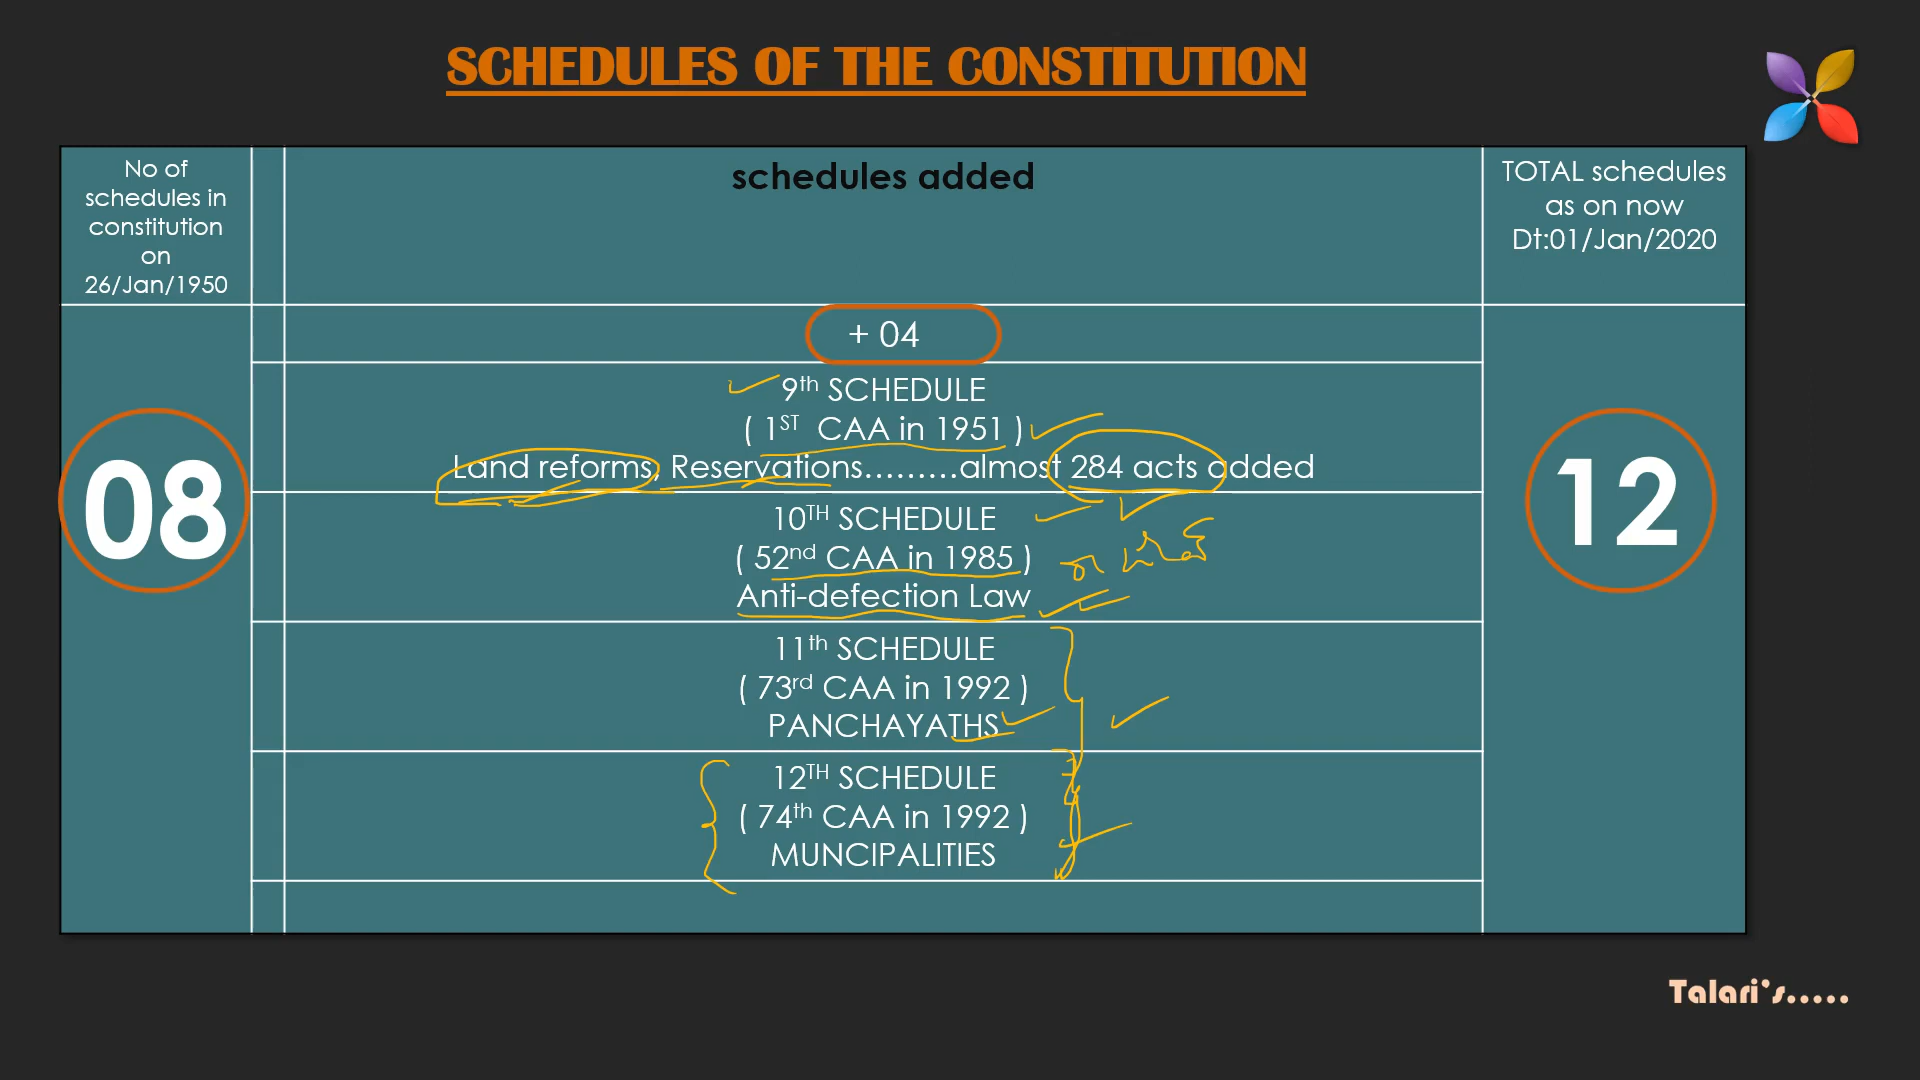 SCHEDULES OF THE CONSTITUTION
No of
schedules in
constitution
on
26/Jan/1950
schedules added
TOTAL schedules
as on now
Dt:01/Jan/2020
08
+ 04
9th SCHEDULE
( 1ST CAA in 1951 )
Land reforms, Reservations.........almost 284 acts added
10TH SCHEDULE
( 52nd CAA in 1985 )
Anti-defection Law
11th SCHEDULE
( 73rd CAA in 1992 )
PANCHAYATHS
12TH SCHEDULE
( 74th CAA in 1992 )
MUNCIPALITIES
12
Talari's.....